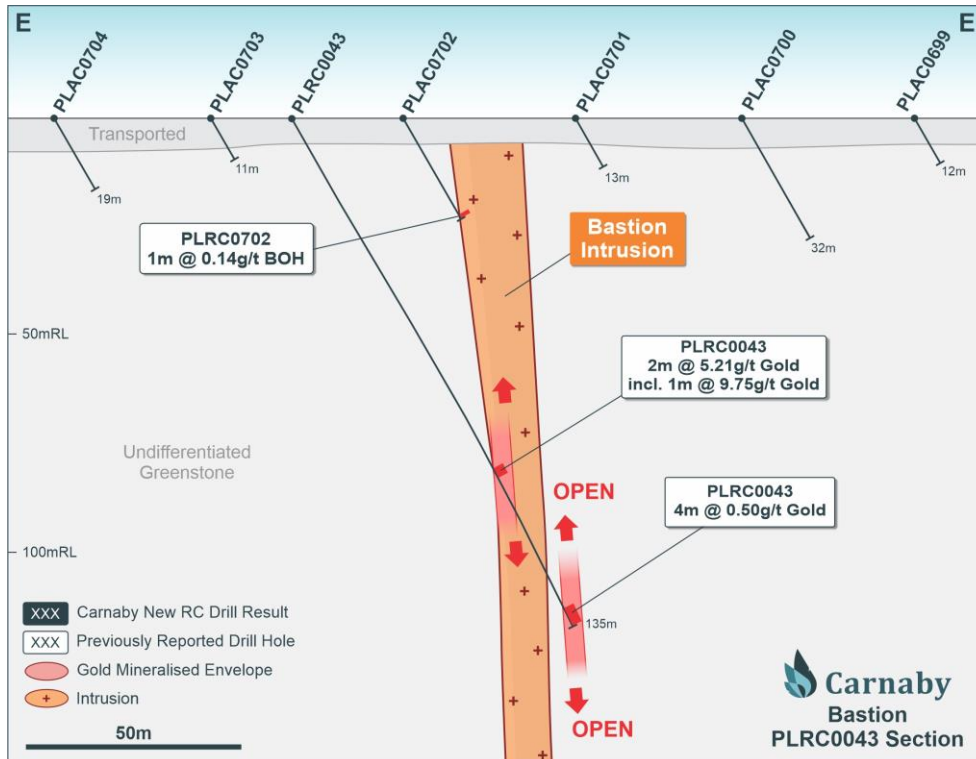 E
E
PLAC0704
PLAC0703
PLRC0043
PLAC0702
PLAC0701
PLAC0700
PLAC0699
Transported
19m
11m
13m
32m
12m
PLRC0702
1m @ 0.14g/t BOH
Bastion
Intrusion
50mRL
PLRC0043
2m @ 5.21g/t Gold
incl. 1m @ 9.75g/t Gold
Undifferentiated
Greenstone
OPEN
PLRC0043
4m @ 0.50g/t Gold
100mRL
135m
XXX Carnaby New RC Drill Result
XXX Previously Reported Drill Hole
Gold Mineralised Envelope
+ Intrusion
50m
OPEN
Carnaby
Bastion
PLRC0043 Section